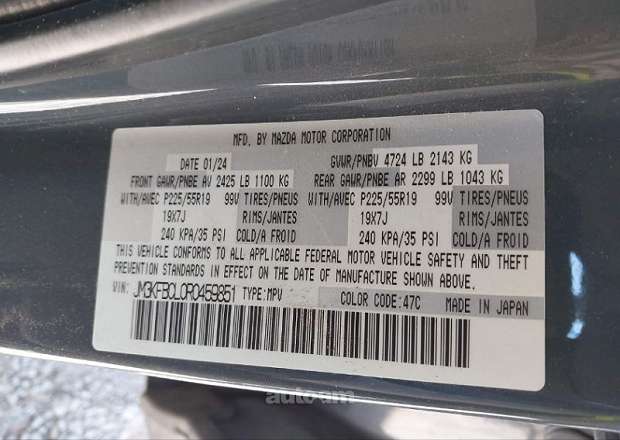 MFD. BY MAZDA MOTOR CORPORATION
DATE 01/24 GVWR/PNBV 4724 LB 2143 KG
FRONT GAWR/PNBE AV 2425 LB 1100 KG REAR GAWR/PNBE AR 2299 LB 1043 KG
WITH/AVEC P225/55R19 99V TIRES/PNEUS WITH/AVEC P225/55R19 99V TIRES/PNEUS
19X7J RIMS/JANTES 19X7J RIMS/JANTES
240 KPA/35 PSI COLD/A FROID 240 KPA/35 PSI COLD/A FROID
THIS VEHICLE CONFORMS TO ALL APPLICABLE FEDERAL MOTOR VEHICLE SAFETY AND THEFT
PREVENTION STANDARDS IN EFFECT ON THE DATE OF MANUFACTURE SHOWN ABOVE.
VIN: JM3KFBCL0R0459851 TYPE:MPV COLOR CODE:47C MADE IN JAPAN
auto.am